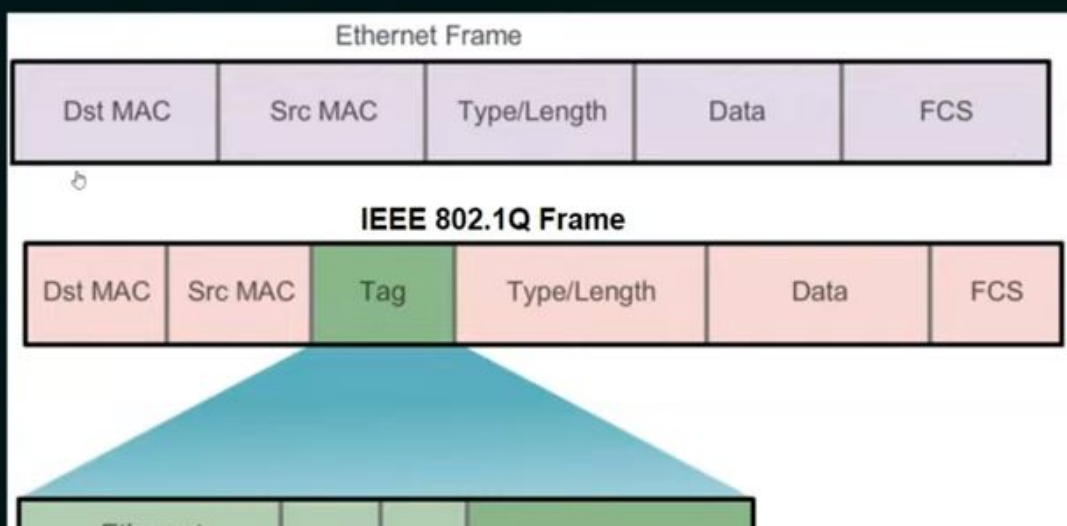 Ethernet Frame
Dst MAC Src MAC Type/Length Data FCS
IEEE 802.1Q Frame
Dst MAC Src MAC Tag Type/Length Data FCS